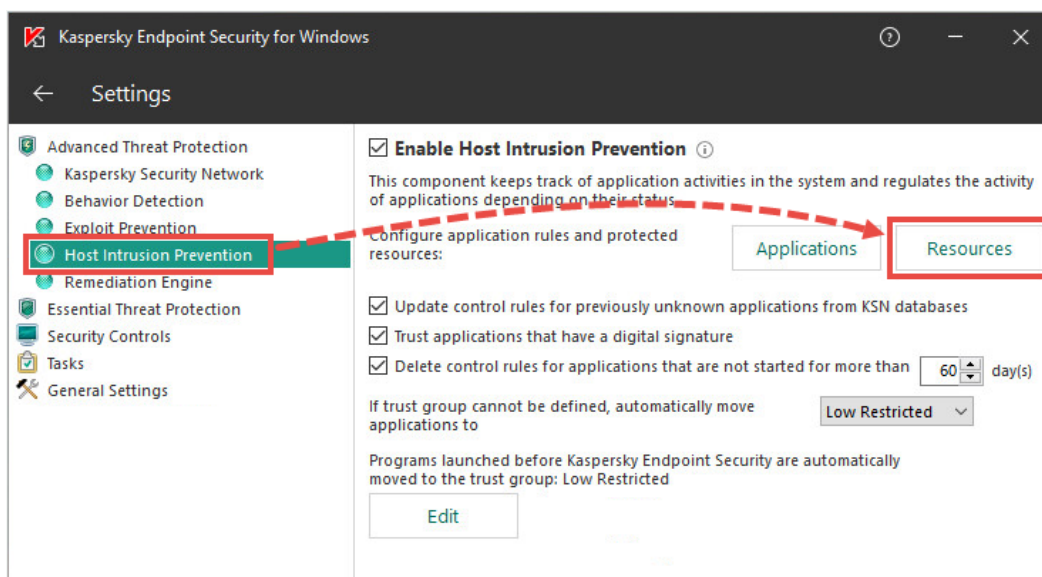 Kaspersky Endpoint Security for Windows
Settings
Advanced Threat Protection
Kaspersky Security Network
Behavior Detection
Exploit Prevention
Host Intrusion Prevention
Remediation Engine
Essential Threat Protection
Security Controls
Tasks
General Settings
Enable Host Intrusion Prevention
This component keeps track of application activities in the system and regulates the activity
of applications depending on their status.
Configure application rules and protected
resources:
Applications
Resources
Update control rules for previously unknown applications from KSN databases
Trust applications that have a digital signature
Delete control rules for applications that are not started for more than 60 day(s)
If trust group cannot be defined, automatically move
applications to
Low Restricted
Programs launched before Kaspersky Endpoint Security are automatically
moved to the trust group: Low Restricted
Edit